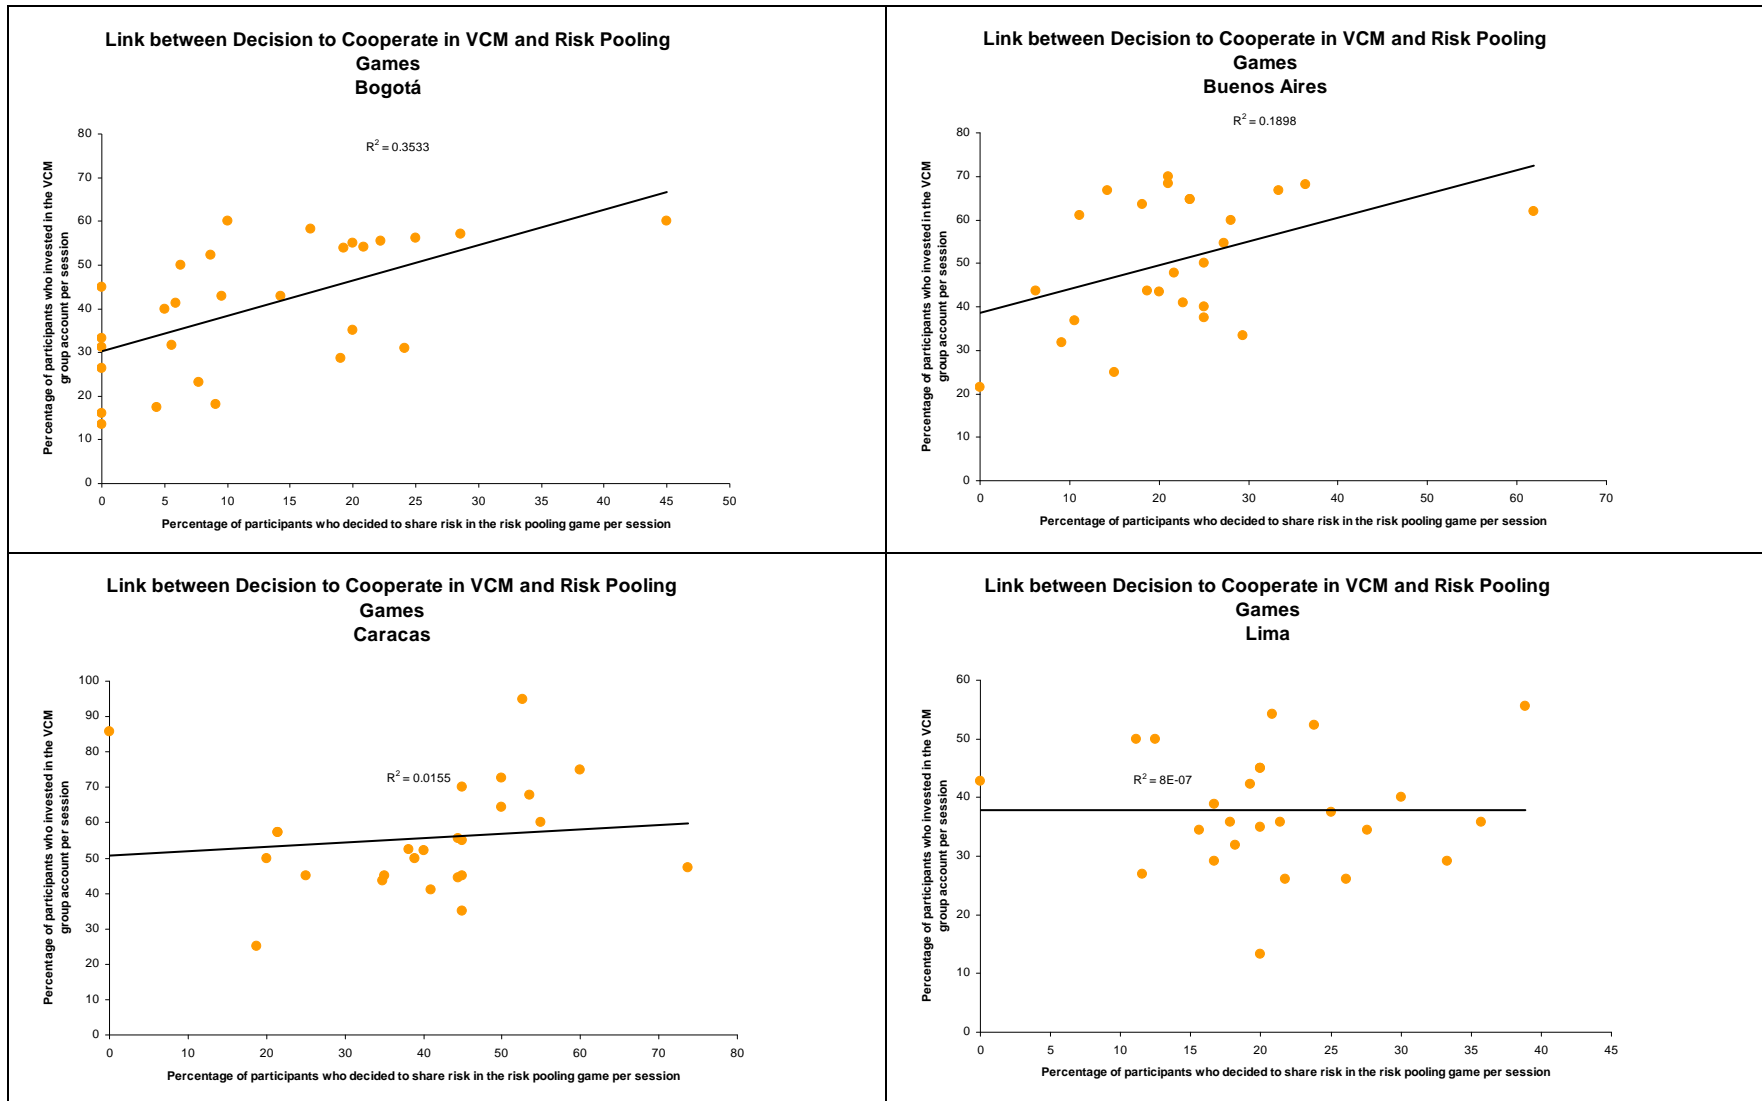 Link between Decision to Cooperate in VCM and Risk Pooling
Games
Bogotá
R² = 0.3533
Percentage of participants who invested in the VCM
group account per session
80
70
60
50
40
30
20
10
0
0 5 10 15 20 25 30 35 40 45 50
Percentage of participants who decided to share risk in the risk pooling game per session
Link between Decision to Cooperate in VCM and Risk Pooling
Games
Buenos Aires
R² = 0.1898
Percentage of participants who invested in the VCM
group account per session
80
70
60
50
40
30
20
10
0
0 10 20 30 40 50 60 70
Percentage of participants who decided to share risk in the risk pooling game per session
Link between Decision to Cooperate in VCM and Risk Pooling
Games
Caracas
R² = 0.0155
Percentage of participants who invested in the VCM
group account per session
100
90
80
70
60
50
40
30
20
10
0
0 10 20 30 40 50 60 70 80
Percentage of participants who decided to share risk in the risk pooling game per session
Link between Decision to Cooperate in VCM and Risk Pooling
Games
Lima
R² = 8E-07
Percentage of participants who invested in the VCM
group account per session
60
50
40
30
20
10
0
0 5 10 15 20 25 30 35 40 45
Percentage of participants who decided to share risk in the risk pooling game per session